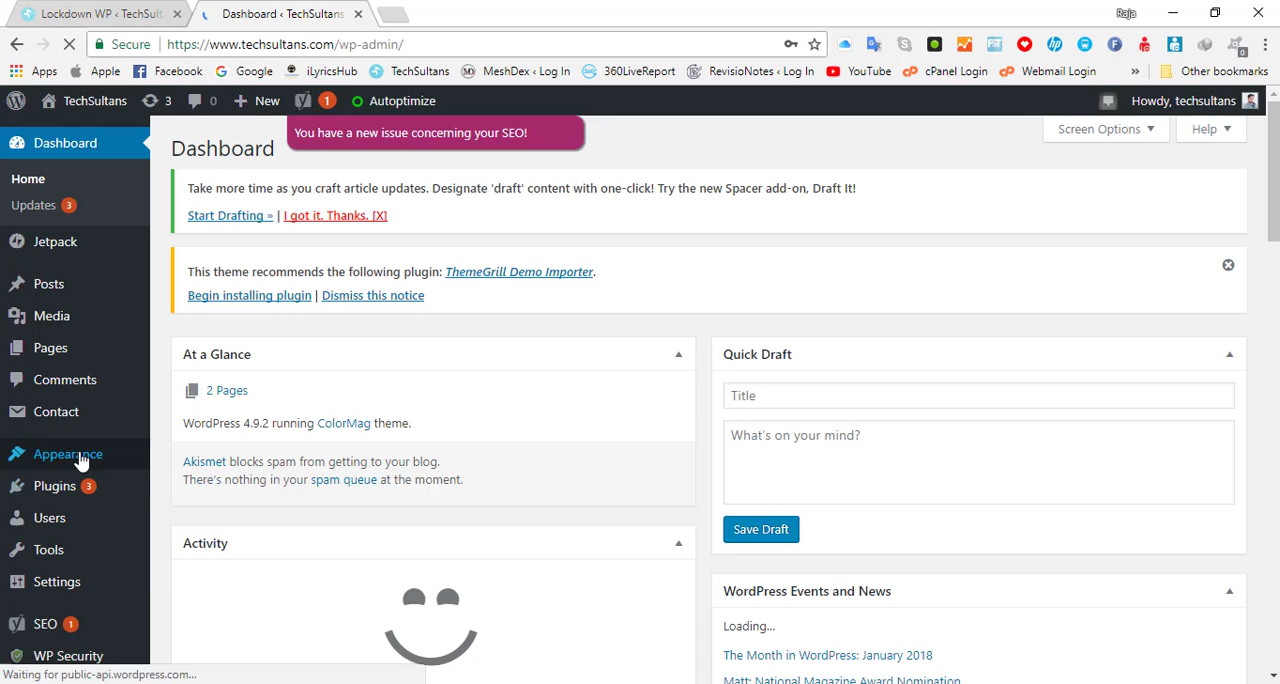 Lockdown WP ‹ TechSult
Dashboard ‹ TechSultans
Raja
Secure
https://www.techsultans.com/wp-admin/
Apps
Apple
Facebook
Google
iLyricsHub
TechSultans
MeshDex ‹ Log In
360LiveReport
RevisioNotes ‹ Log In
YouTube
cPanel Login
Webmail Login
»
Other bookmarks
TechSultans
3
0
New
1
Autoptimize
Howdy, techsultans
You have a new issue concerning your SEO!
Screen Options
Help
Dashboard
Dashboard
Home
Updates 3
Jetpack
Posts
Media
Pages
Comments
Contact
Appearance
Plugins 3
Users
Tools
Settings
SEO 1
WP Security
Take more time as you craft article updates. Designate 'draft' content with one-click! Try the new Spacer add-on, Draft It!
Start Drafting » | I got it. Thanks. [X]
This theme recommends the following plugin: ThemeGrill Demo Importer.
Begin installing plugin | Dismiss this notice
At a Glance
2 Pages
WordPress 4.9.2 running ColorMag theme.
Akismet blocks spam from getting to your blog.
There's nothing in your spam queue at the moment.
Activity
Quick Draft
Title
What's on your mind?
Save Draft
WordPress Events and News
Loading...
The Month in WordPress: January 2018
Matt: National Magazine Award Nomination
Waiting for public-api.wordpress.com...